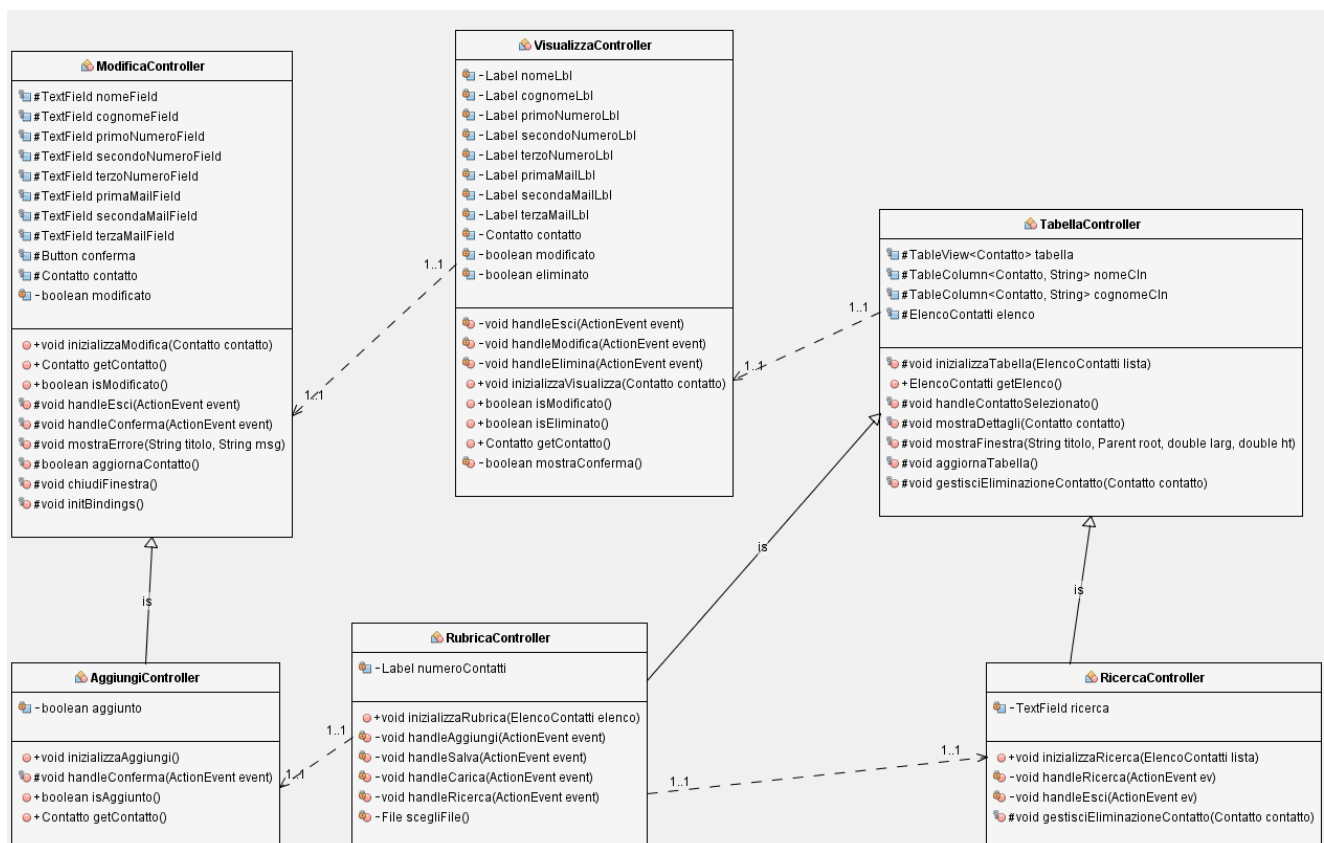 ModificaController
#TextField nomeField
#TextField cognomeField
#TextField primoNumeroField
#TextField secondoNumeroField
#TextField terzoNumeroField
#TextField primaMailField
#TextField secondaMailField
#TextField terzaMailField
#Button conferma
#Contatto contatto
-boolean modificato
+void inizializzaModifica(Contatto contatto)
+Contatto getContatto()
+boolean isModificato()
#void handleEsci(ActionEvent event)
#void handleConferma(ActionEvent event)
#void mostraErrore(String titolo, String msg)
#boolean aggiornaContatto()
#void chiudiFinestra()
#void initBindings()
VisualizzaController
-Label nomeLbl
-Label cognomeLbl
-Label primoNumeroLbl
-Label secondoNumeroLbl
-Label terzoNumeroLbl
-Label primaMailLbl
-Label secondaMailLbl
-Label terzaMailLbl
-Contatto contatto
-boolean modificato
-boolean eliminato
-void handleEsci(ActionEvent event)
-void handleModifica(ActionEvent event)
-void handleElimina(ActionEvent event)
+void inizializzaVisualizza(Contatto contatto)
+boolean isModificato()
+boolean isEliminato()
+Contatto getContatto()
-boolean mostraConferma()
TabellaController
#TableView<Contatto> tabella
#TableColumn<Contatto, String> nomeCln
#TableColumn<Contatto, String> cognomeCln
#ElencoContatti elenco
#void inizializzaTabella(ElencoContatti lista)
+ElencoContatti getElenco()
#void handleContattoSelezionato()
#void mostraDettagli(Contatto contatto)
#void mostraFinestra(String titolo, Parent root, double larg, double ht)
#void aggiornaTabella()
#void gestisciEliminazioneContatto(Contatto contatto)
1..1
1..1
1..1
1..1
is
is
is
AggiungiController
-boolean aggiunto
+void inizializzaAggiungi()
#void handleConferma(ActionEvent event)
+boolean isAggiunto()
+Contatto getContatto()
1..1
1..1
RubricaController
-Label numeroContatti
+void inizializzaRubrica(ElencoContatti elenco)
-void handleAggiungi(ActionEvent event)
-void handleSalva(ActionEvent event)
-void handleCarica(ActionEvent event)
-void handleRicerca(ActionEvent event)
-File scegliFile()
1..1
1..1
RicercaController
-TextField ricerca
+void inizializzaRicerca(ElencoContatti lista)
-void handleRicerca(ActionEvent ev)
-void handleEsci(ActionEvent ev)
#void gestisciEliminazioneContatto(Contatto contatto)